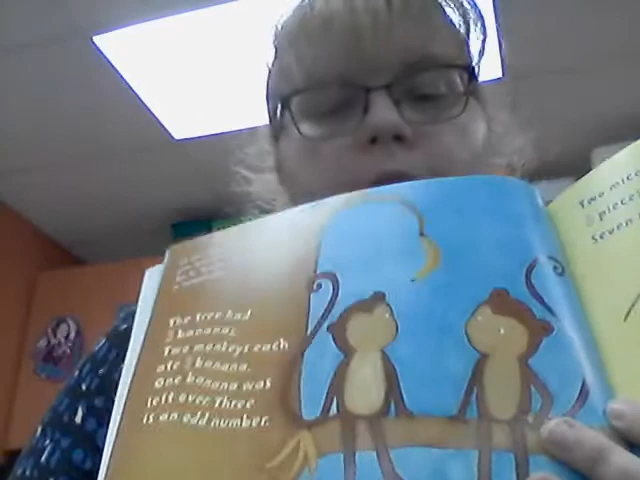 The tree had
3 bananas.
Two monkeys each
ate 1 banana.
One banana was
left over. Three
is an odd number.
Two mice
pieces
seven